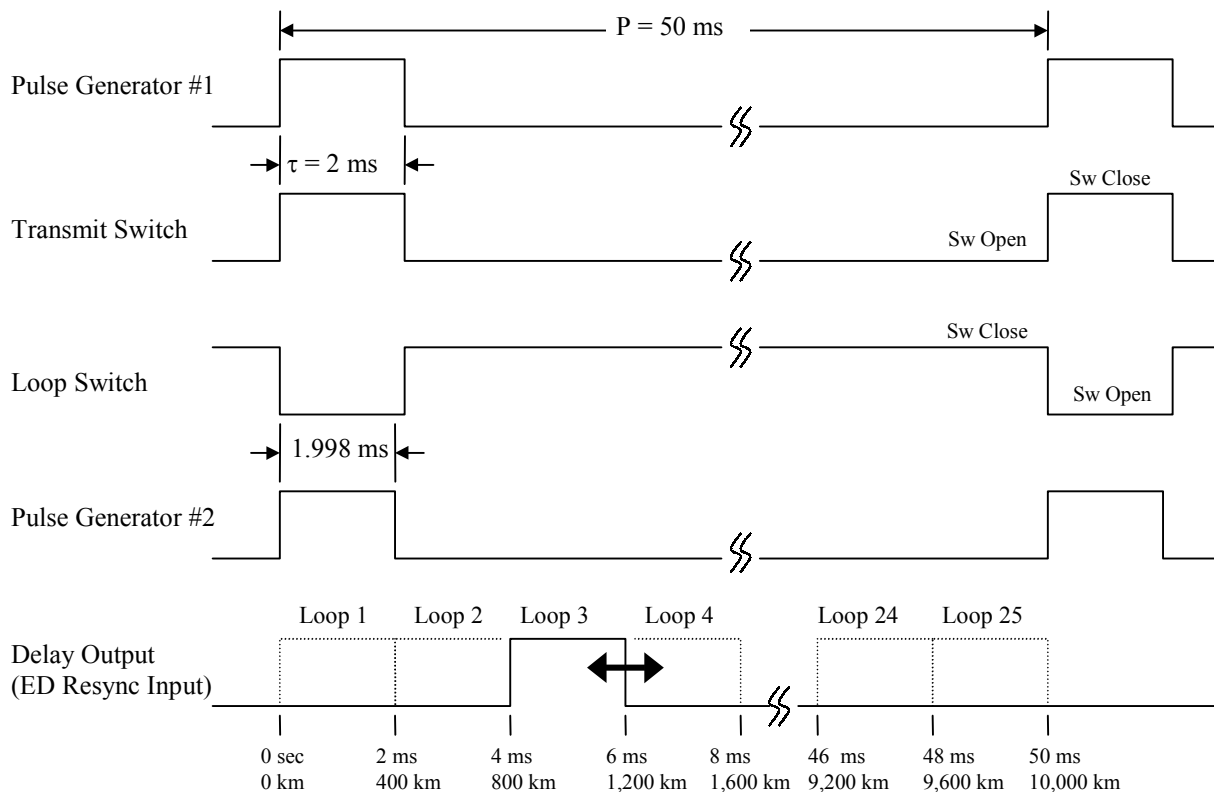 P = 50 ms
Pulse Generator #1
τ = 2 ms
Sw Close
Transmit Switch
Sw Open
Sw Close
Loop Switch
Sw Open
1.998 ms
Pulse Generator #2
Loop 1 Loop 2 Loop 3 Loop 4 Loop 24 Loop 25
Delay Output
(ED Resync Input)
0 sec 2 ms 4 ms 6 ms 8 ms 46 ms 48 ms 50 ms
0 km 400 km 800 km 1,200 km 1,600 km 9,200 km 9,600 km 10,000 km